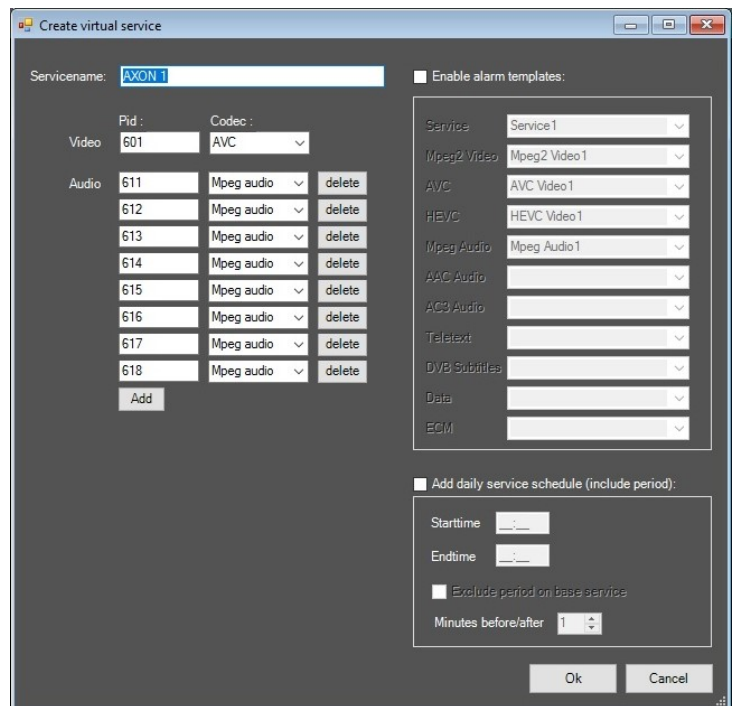 Create virtual service
Servicename: AXON 1
Pid : Codec :
Video 601 AVC
Audio 611 Mpeg audio delete
612 Mpeg audio delete
613 Mpeg audio delete
614 Mpeg audio delete
615 Mpeg audio delete
616 Mpeg audio delete
617 Mpeg audio delete
618 Mpeg audio delete
Add
Enable alarm templates:
Service Service1
Mpeg2 Video Mpeg2 Video1
AVC AVC Video1
HEVC HEVC Video1
Mpeg Audio Mpeg Audio1
AAC Audio
AC3 Audio
Teletext
DVB Subtitles
Data
ECM
Add daily service schedule (include period):
Starttime __:__
Endtime __:__
Exclude period on base service
Minutes before/after 1
Ok Cancel